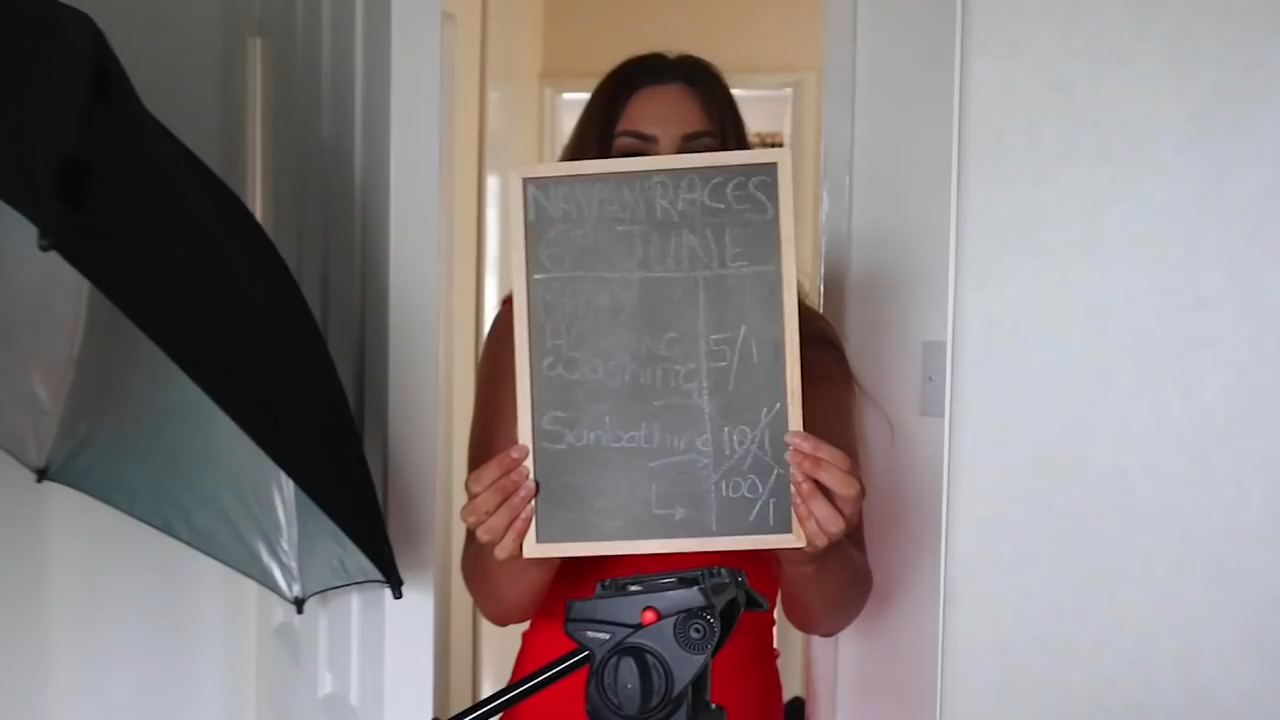 NAVAN RACES
6th JUNE
Washing 5/1
Sunbathing 10/1
100/1